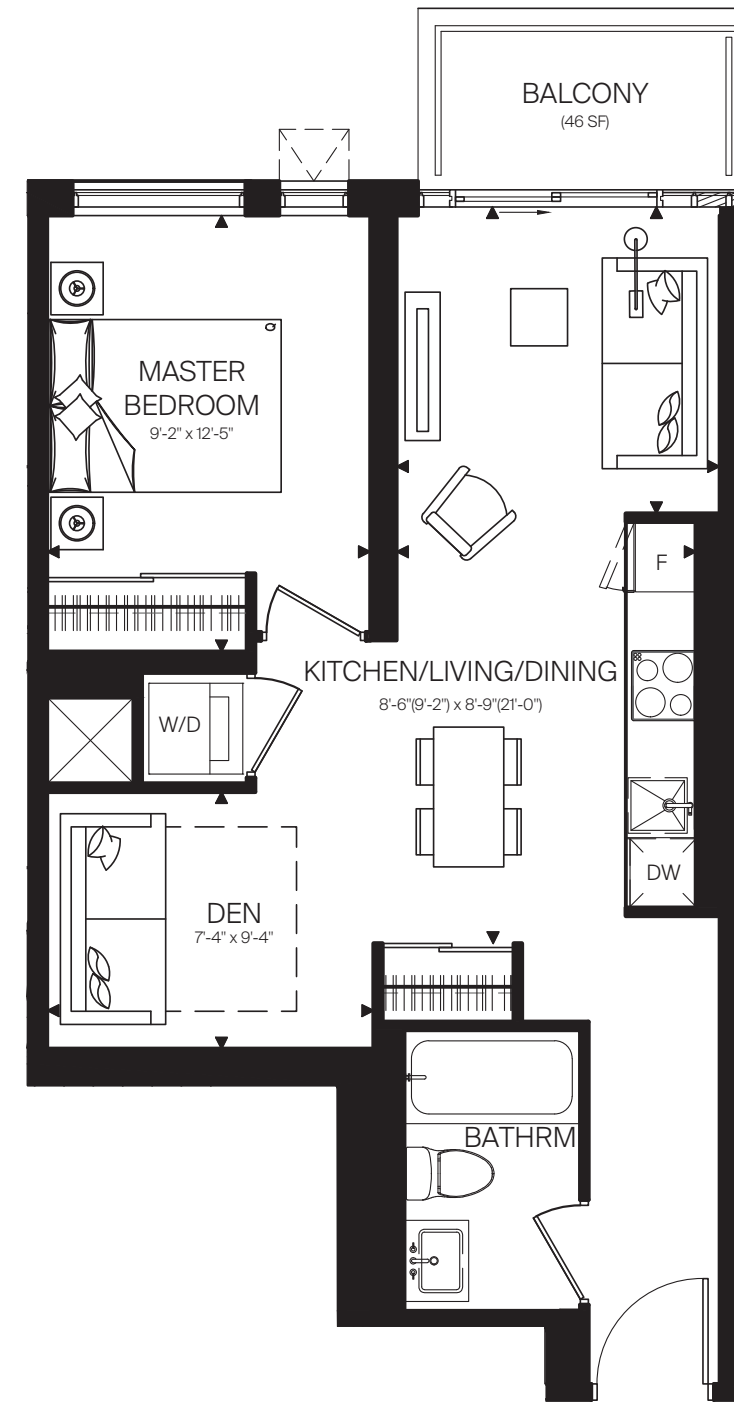 BALCONY
(46 SF)
MASTER
BEDROOM
9'-2" x 12'-5"
F
KITCHEN/LIVING/DINING
8'-6"(9'-2") x 8'-9"(21'-0")
W/D
DW
DEN
7'-4" x 9'-4"
BATHRM